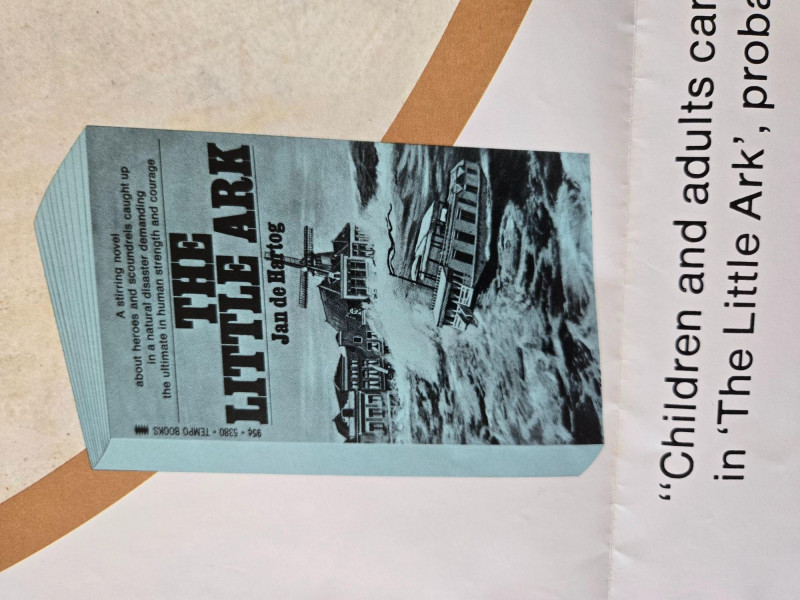 A stirring novel
about heroes and scoundrels caught up
in a natural disaster demanding
the ultimate in human strength and courage
THE
LITTLE ARK
Jan de Hartog
95¢ • 5380 • TEMPO BOOKS
“Children and adults
in ‘The Little Ark’, proba